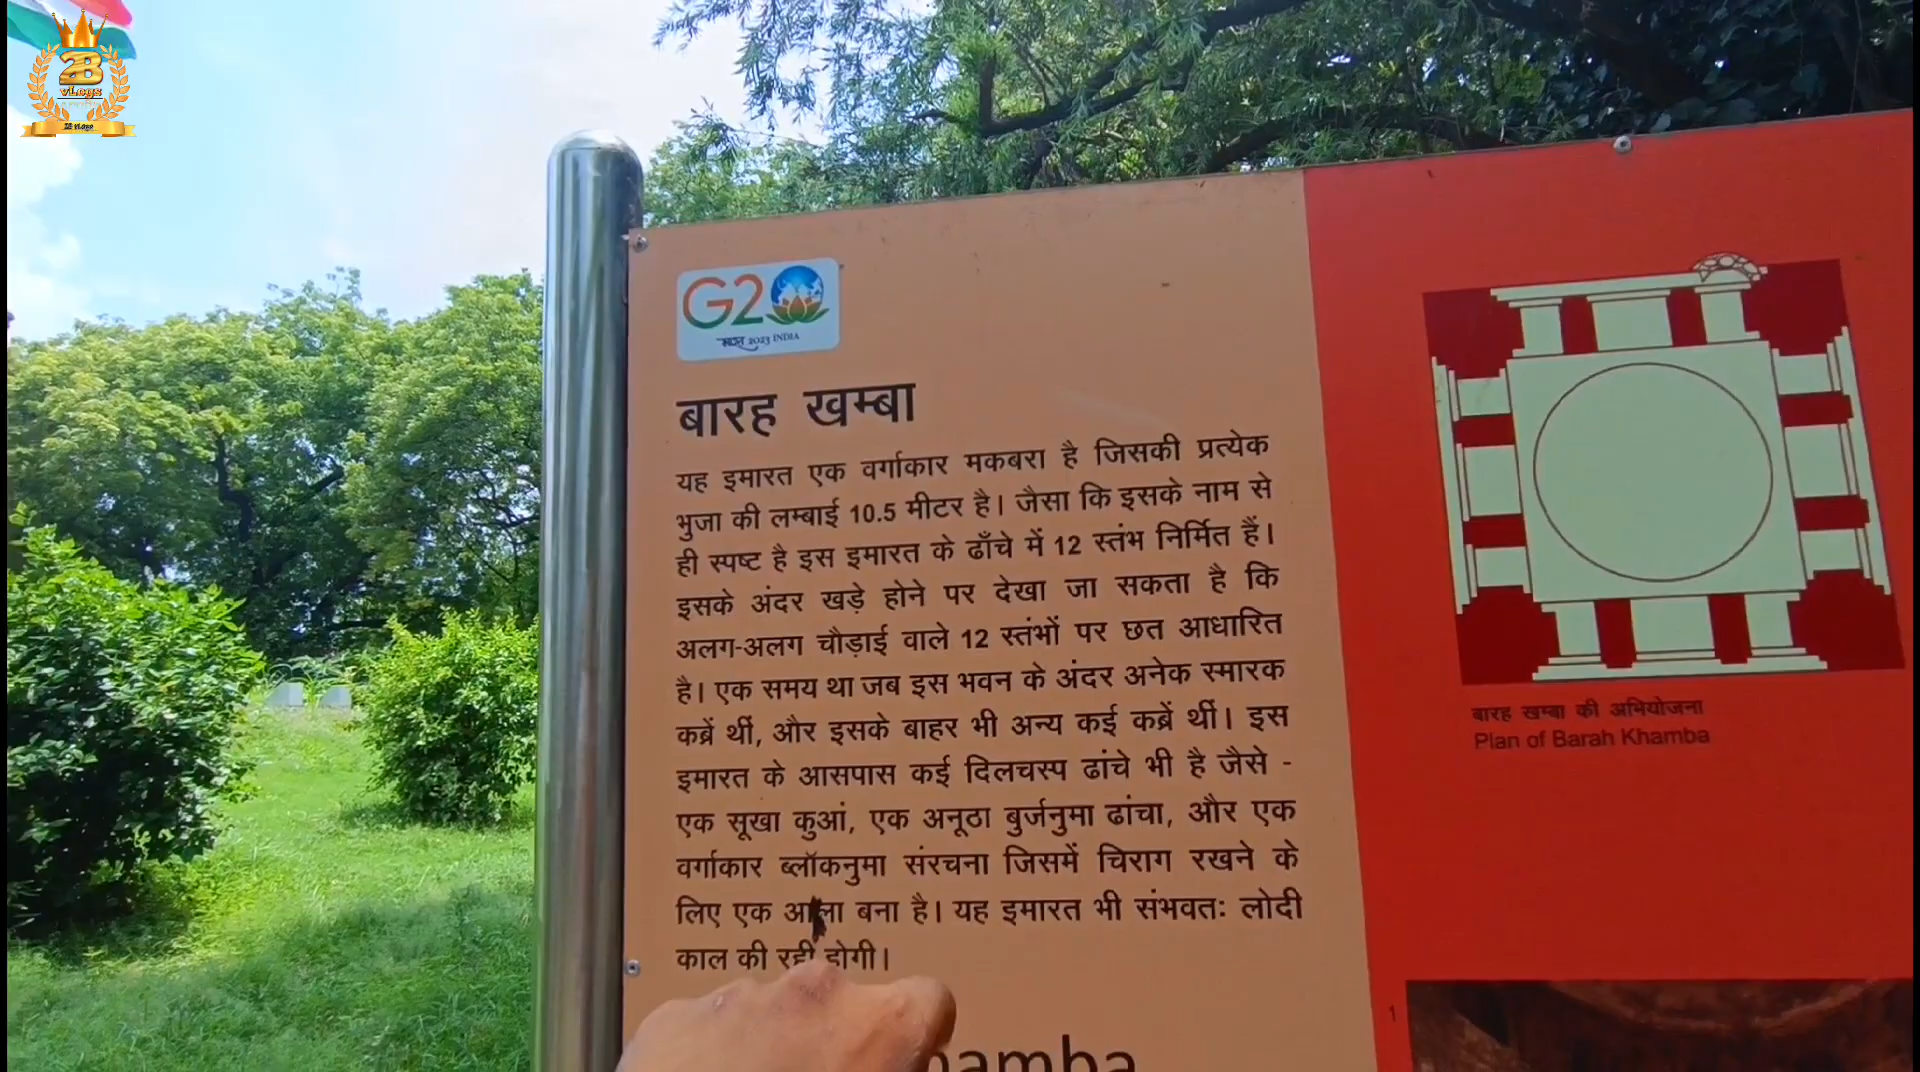 2B
vLogs
2B vLogs
G20
भारत 2023 INDIA
बारह खम्बा
यह इमारत एक वर्गाकार मकबरा है जिसकी प्रत्येक
भुजा की लम्बाई 10.5 मीटर है। जैसा कि इसके नाम से
ही स्पष्ट है इस इमारत के ढाँचे में 12 स्तंभ निर्मित हैं।
इसके अंदर खड़े होने पर देखा जा सकता है कि
अलग-अलग चौड़ाई वाले 12 स्तंभों पर छत आधारित
है। एक समय था जब इस भवन के अंदर अनेक स्मारक
कब्रें थीं, और इसके बाहर भी अन्य कई कब्रें थीं। इस
इमारत के आसपास कई दिलचस्प ढांचे भी है जैसे -
एक सूखा कुआं, एक अनूठा बुर्जनुमा ढांचा, और एक
वर्गाकार ब्लॉकनुमा संरचना जिसमें चिराग रखने के
लिए एक आला बना है। यह इमारत भी संभवतः लोदी
काल की रही होगी।
बारह खम्बा की अभियोजना
Plan of Barah Khamba
1